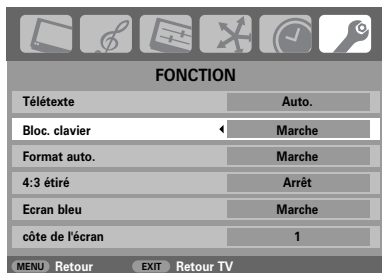 FONCTION
Télétexte Auto.
Bloc. clavier Marche
Format auto. Marche
4:3 étiré Arrêt
Ecran bleu Marche
côte de l'écran 1
MENU Retour EXIT Retour TV